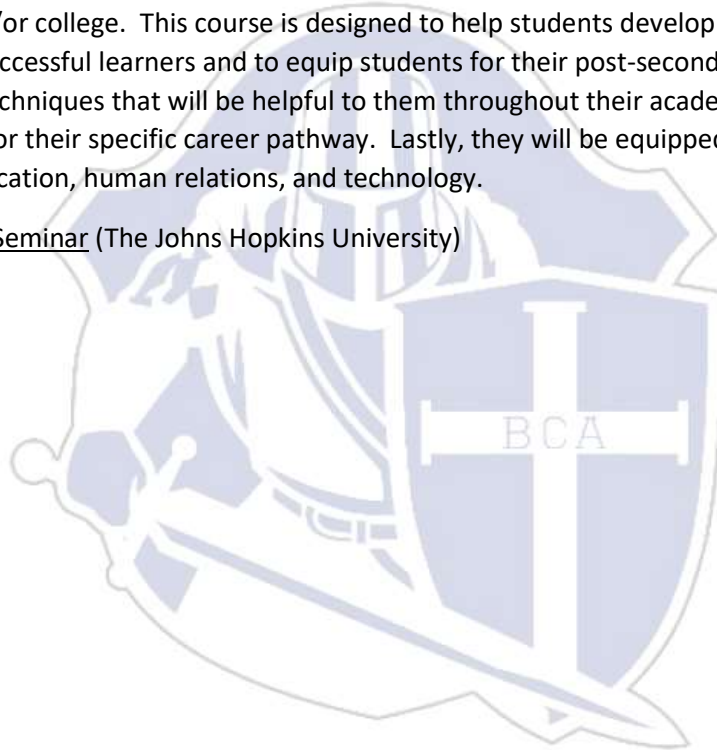 /or college.  This course is designed to help students develop
ccessful learners and to equip students for their post-second
chniques that will be helpful to them throughout their acade
or their specific career pathway.  Lastly, they will be equipped
ication, human relations, and technology.
Seminar (The Johns Hopkins University)
BCA